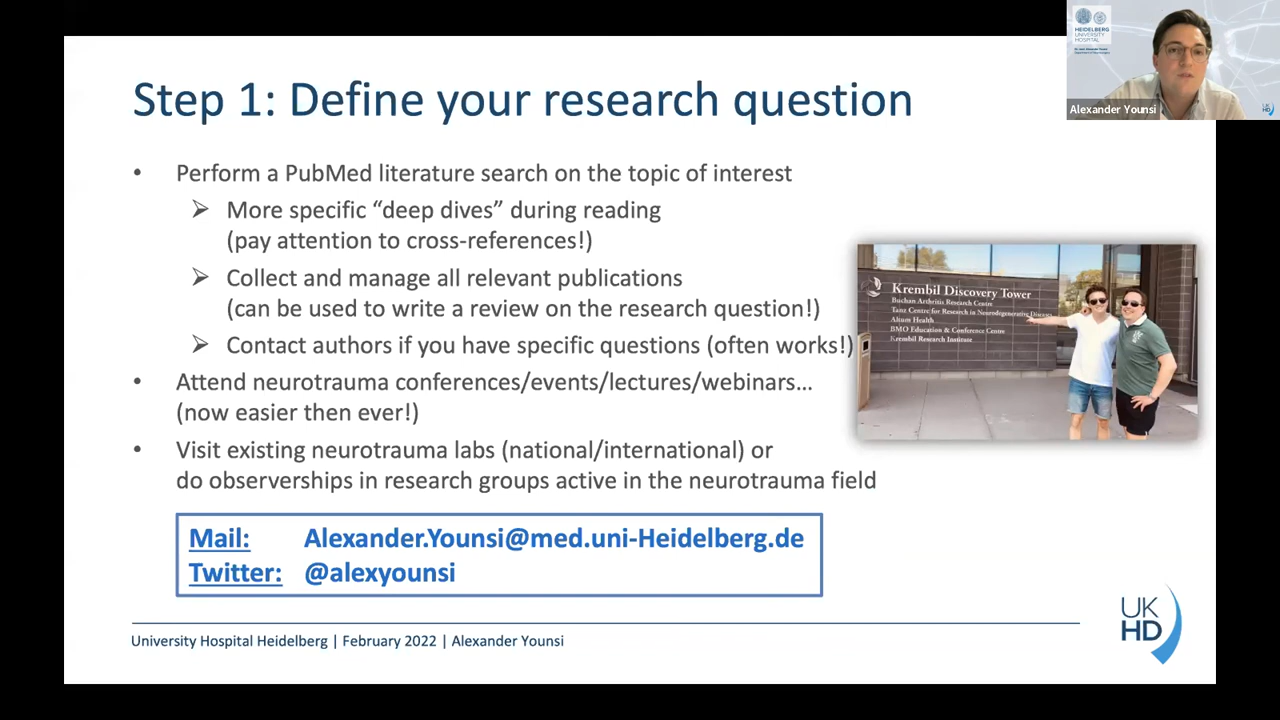 Step 1: Define your research question
• Perform a PubMed literature search on the topic of interest
➢ More specific “deep dives” during reading
(pay attention to cross-references!)
➢ Collect and manage all relevant publications
(can be used to write a review on the research question!)
➢ Contact authors if you have specific questions (often works!)
• Attend neurotrauma conferences/events/lectures/webinars…
(now easier then ever!)
• Visit existing neurotrauma labs (national/international) or
do observerships in research groups active in the neurotrauma field
Mail: Alexander.Younsi@med.uni-Heidelberg.de
Twitter: @alexyounsi
University Hospital Heidelberg | February 2022 | Alexander Younsi
UK
HD
Krembil Discovery Tower
Buchan Arthritis Research Centre
Tanz Centre for Research in Neurodegenerative Diseases
Altum Health
BMO Education & Conference Centre
Krembil Research Institute
HEIDELBERG
UNIVERSITY
HOSPITAL
Alexander Younsi